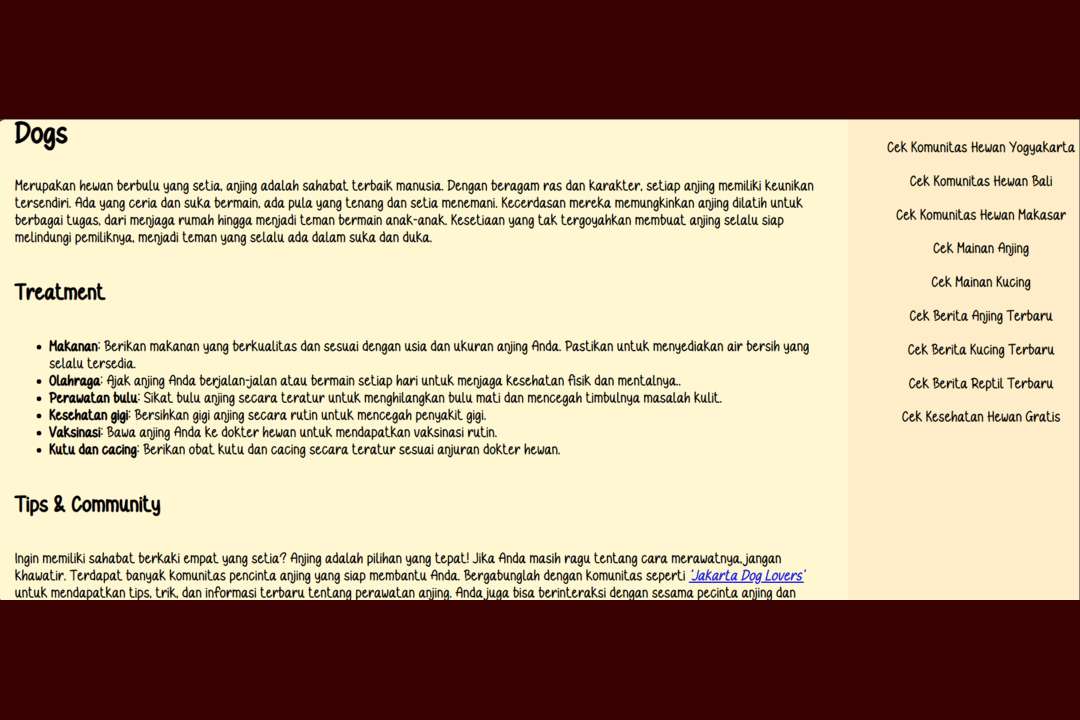 Dogs
Merupakan hewan berbulu yang setia, anjing adalah sahabat terbaik manusia. Dengan beragam ras dan karakter, setiap anjing memiliki keunikan
tersendiri. Ada yang ceria dan suka bermain, ada pula yang tenang dan setia menemani. Kecerdasan mereka memungkinkan anjing dilatih untuk
berbagai tugas, dari menjaga rumah hingga menjadi teman bermain anak-anak. Kesetiaan yang tak tergoyahkan membuat anjing selalu siap
melindungi pemiliknya, menjadi teman yang selalu ada dalam suka dan duka.
Treatment
• Makanan: Berikan makanan yang berkualitas dan sesuai dengan usia dan ukuran anjing Anda. Pastikan untuk menyediakan air bersih yang
selalu tersedia.
• Olahraga: Ajak anjing Anda berjalan-jalan atau bermain setiap hari untuk menjaga kesehatan fisik dan mentalnya..
• Perawatan bulu: Sikat bulu anjing secara teratur untuk menghilangkan bulu mati dan mencegah timbulnya masalah kulit.
• Kesehatan gigi: Bersihkan gigi anjing secara rutin untuk mencegah penyakit gigi.
• Vaksinasi: Bawa anjing Anda ke dokter hewan untuk mendapatkan vaksinasi rutin.
• Kutu dan cacing: Berikan obat kutu dan cacing secara teratur sesuai anjuran dokter hewan.
Tips & Community
Ingin memiliki sahabat berkaki empat yang setia? Anjing adalah pilihan yang tepat! Jika Anda masih ragu tentang cara merawatnya, jangan
khawatir. Terdapat banyak komunitas pencinta anjing yang siap membantu Anda. Bergabunglah dengan komunitas seperti 'Jakarta Dog Lovers'
untuk mendapatkan tips, trik, dan informasi terbaru tentang perawatan anjing. Anda juga bisa berinteraksi dengan sesama pecinta anjing dan
Cek Komunitas Hewan Yogyakarta
Cek Komunitas Hewan Bali
Cek Komunitas Hewan Makasar
Cek Mainan Anjing
Cek Mainan Kucing
Cek Berita Anjing Terbaru
Cek Berita Kucing Terbaru
Cek Berita Reptil Terbaru
Cek Kesehatan Hewan Gratis